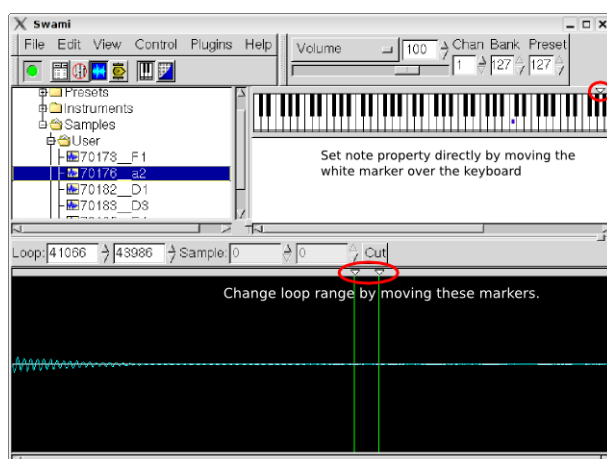 Swami
File Edit View Control Plugins Help
Volume 100 Chan Bank Preset
1 127 127
Presets
Instruments
Samples
User
70173__F1
70176__a2
70182__D1
70183__D3
Set note property directly by moving the
white marker over the keyboard
Loop: 41066 43986 Sample: 0 0 Cut
Change loop range by moving these markers.